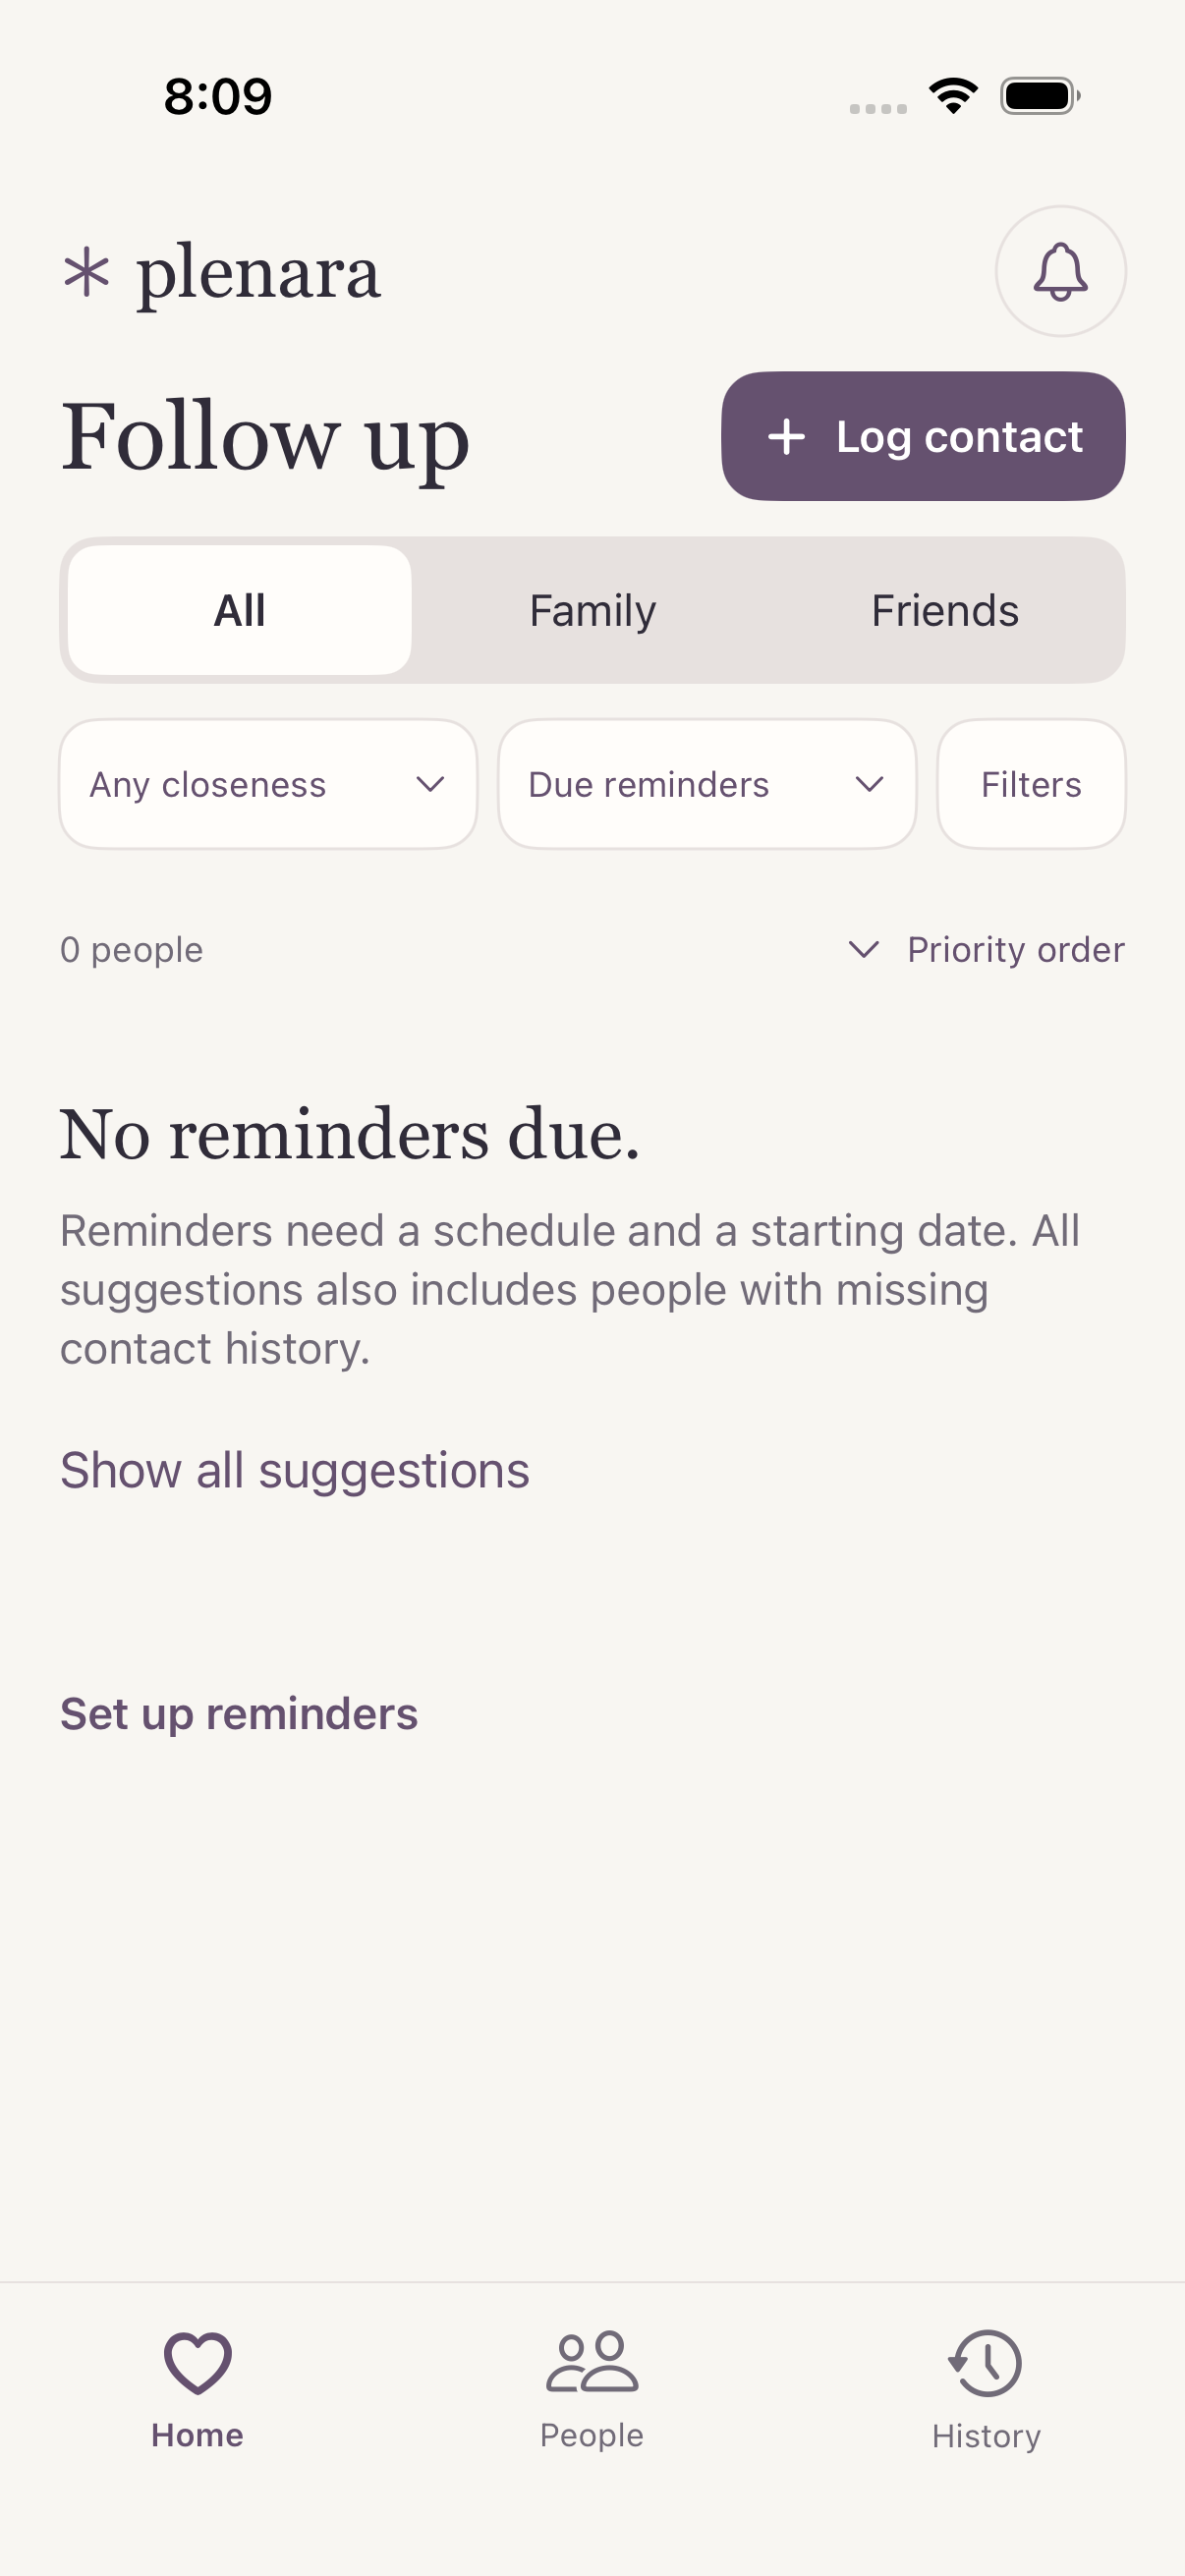 8:09
plenara
Follow up
Log contact
All
Family
Friends
Any closeness
Due reminders
Filters
0 people
Priority order
No reminders due.
Reminders need a schedule and a starting date. All
suggestions also includes people with missing
contact history.
Show all suggestions
Set up reminders
Home
People
History